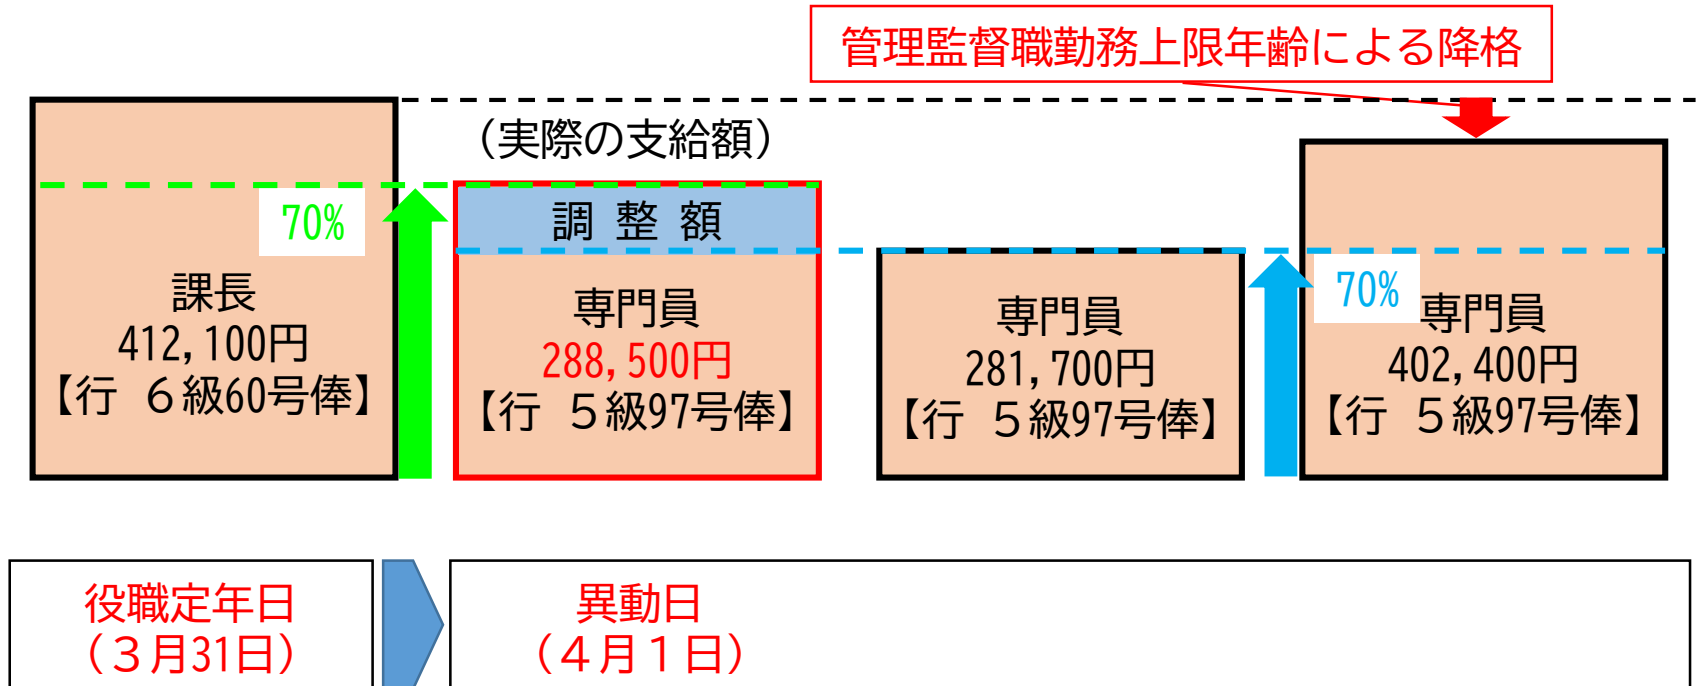 管理監督職勤務上限年齢による降格
（実際の支給額）
70%
課長
412,100円
【行　６級60号俸】
調 整 額
専門員
288,500円
【行　５級97号俸】
専門員
281,700円
【行　５級97号俸】
70%
専門員
402,400円
【行　５級97号俸】
役職定年日
（３月31日）
異動日
（４月１日）